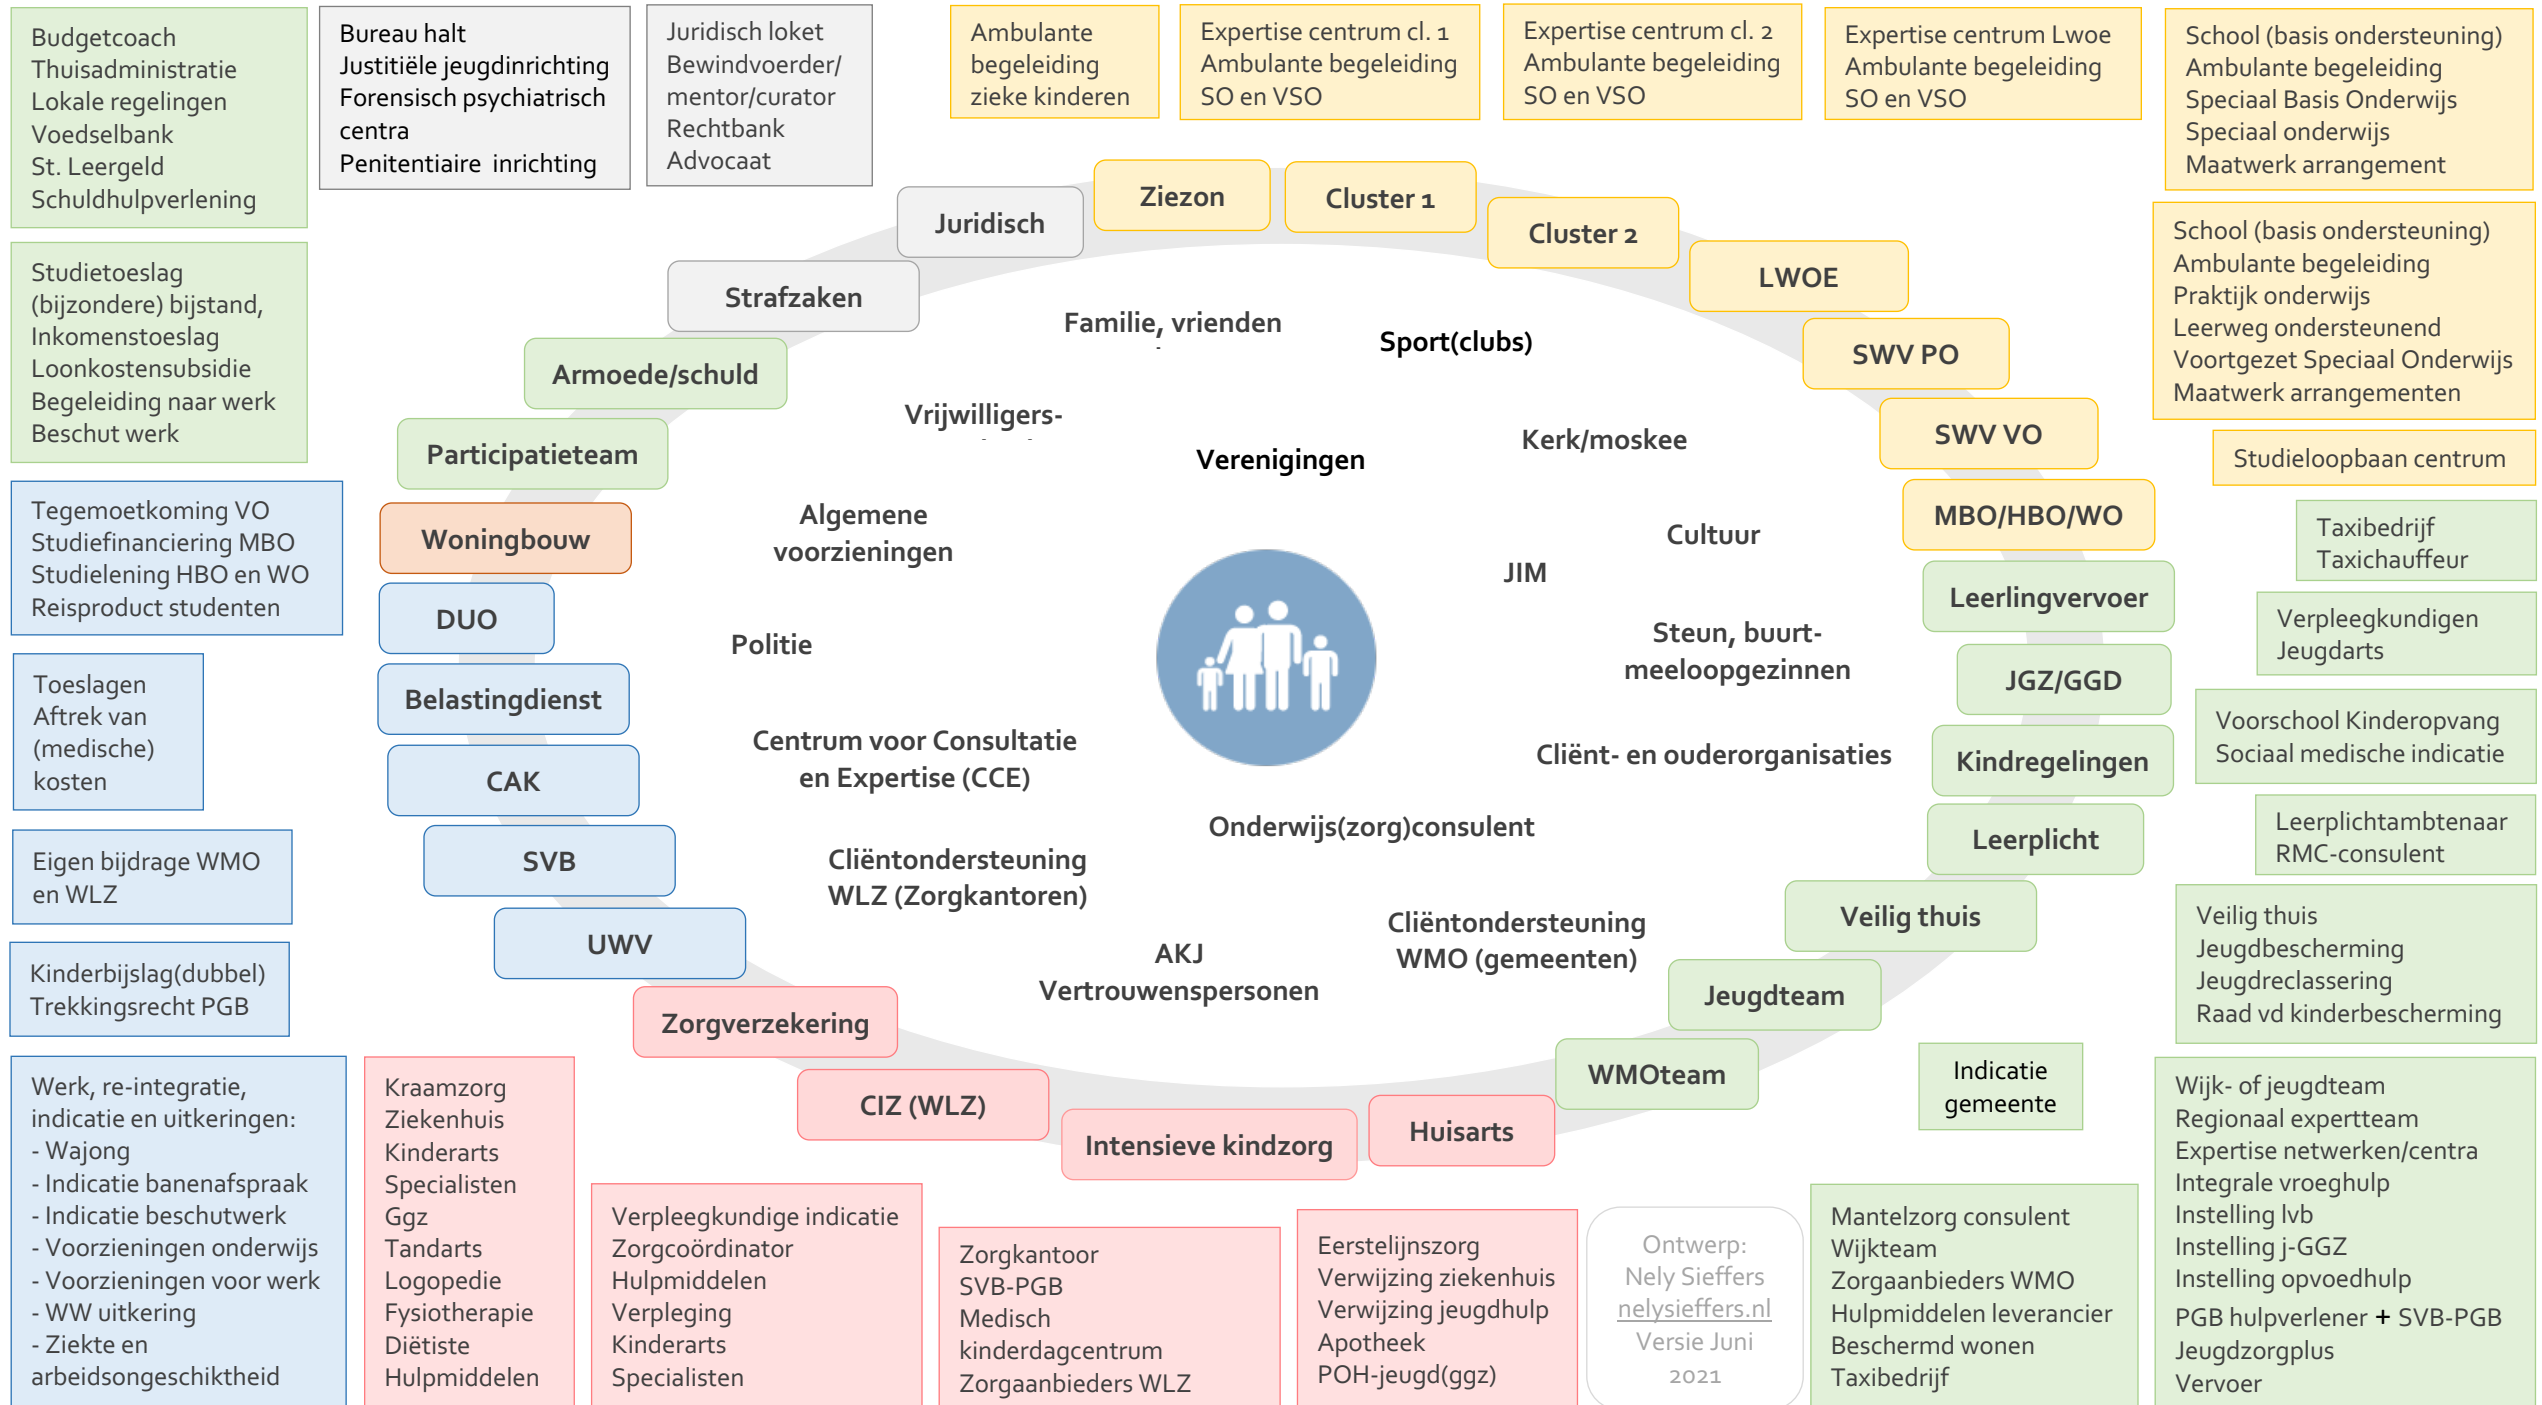 Budgetcoach
Thuisadministratie
Lokale regelingen
Voedselbank
St. Leergeld
Schuldhulpverlening
Bureau halt
Justitiële jeugdinrichting
Forensisch psychiatrisch
centra
Penitentiaire inrichting
Juridisch loket
Bewindvoerder/
mentor/curator
Rechtbank
Advocaat
Ambulante
begeleiding
zieke kinderen
Expertise centrum cl. 1
Ambulante begeleiding
SO en VSO
Expertise centrum cl. 2
Ambulante begeleiding
SO en VSO
Expertise centrum Lwoe
Ambulante begeleiding
SO en VSO
School (basis ondersteuning)
Ambulante begeleiding
Speciaal Basis Onderwijs
Speciaal onderwijs
Maatwerk arrangement
School (basis ondersteuning)
Ambulante begeleiding
Praktijk onderwijs
Leerweg ondersteunend
Voortgezet Speciaal Onderwijs
Maatwerk arrangementen
Studieloopbaan centrum
Taxibedrijf
Taxichauffeur
Verpleegkundigen
Jeugdarts
Voorschool Kinderopvang
Sociaal medische indicatie
Leerplichtambtenaar
RMC-consulent
Veilig thuis
Jeugdbescherming
Jeugdreclassering
Raad vd kinderbescherming
Wijk- of jeugdteam
Regionaal expertteam
Expertise netwerken/centra
Integrale vroeghulp
Instelling lvb
Instelling j-GGZ
Instelling opvoedhulp
PGB hulpverlener + SVB-PGB
Jeugdzorgplus
Vervoer
Indicatie
gemeente
Mantelzorg consulent
Wijkteam
Zorgaanbieders WMO
Hulpmiddelen leverancier
Beschermd wonen
Taxibedrijf
Ontwerp:
Nely Sieffers
nelysieffers.nl
Versie Juni
2021
Eerstelijnszorg
Verwijzing ziekenhuis
Verwijzing jeugdhulp
Apotheek
POH-jeugd(ggz)
Zorgkantoor
SVB-PGB
Medisch
kinderdagcentrum
Zorgaanbieders WLZ
Verpleegkundige indicatie
Zorgcoördinator
Hulpmiddelen
Verpleging
Kinderarts
Specialisten
Kraamzorg
Ziekenhuis
Kinderarts
Specialisten
Ggz
Tandarts
Logopedie
Fysiotherapie
Diëtiste
Hulpmiddelen
Werk, re-integratie,
indicatie en uitkeringen:
- Wajong
- Indicatie banenafspraak
- Indicatie beschutwerk
- Voorzieningen onderwijs
- Voorzieningen voor werk
- WW uitkering
- Ziekte en
arbeidsongeschiktheid
Kinderbijslag(dubbel)
Trekkingsrecht PGB
Eigen bijdrage WMO
en WLZ
Toeslagen
Aftrek van
(medische)
kosten
Tegemoetkoming VO
Studiefinanciering MBO
Studielening HBO en WO
Reisproduct studenten
Studietoeslag
(bijzondere) bijstand,
Inkomenstoeslag
Loonkostensubsidie
Begeleiding naar werk
Beschut werk
Ziezon
Cluster 1
Cluster 2
LWOE
SWV PO
SWV VO
MBO/HBO/WO
Leerlingvervoer
JGZ/GGD
Kindregelingen
Leerplicht
Veilig thuis
Jeugdteam
WMOteam
Huisarts
Intensieve kindzorg
CIZ (WLZ)
Zorgverzekering
UWV
SVB
CAK
Belastingdienst
DUO
Woningbouw
Participatieteam
Armoede/schuld
Strafzaken
Juridisch
Familie, vrienden
Sport(clubs)
Vrijwilligers-
Verenigingen
Kerk/moskee
Algemene
voorzieningen
Cultuur
JIM
Politie
Steun, buurt-
meeloopgezinnen
Centrum voor Consultatie
en Expertise (CCE)
Cliënt- en ouderorganisaties
Onderwijs(zorg)consulent
Cliëntondersteuning
WLZ (Zorgkantoren)
Cliëntondersteuning
WMO (gemeenten)
AKJ
Vertrouwenspersonen